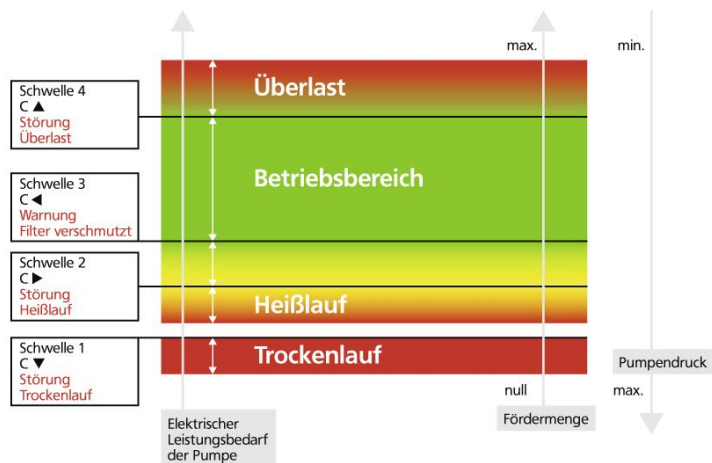 max.
min.
Schwelle 4
C ▲
Störung
Überlast
Überlast
Schwelle 3
C ◀
Warnung
Filter verschmutzt
Betriebsbereich
Schwelle 2
C ▶
Störung
Heißlauf
Heißlauf
Schwelle 1
C ▼
Störung
Trockenlauf
Trockenlauf
Pumpendruck
null
max.
Elektrischer
Leistungsbedarf
der Pumpe
Fördermenge